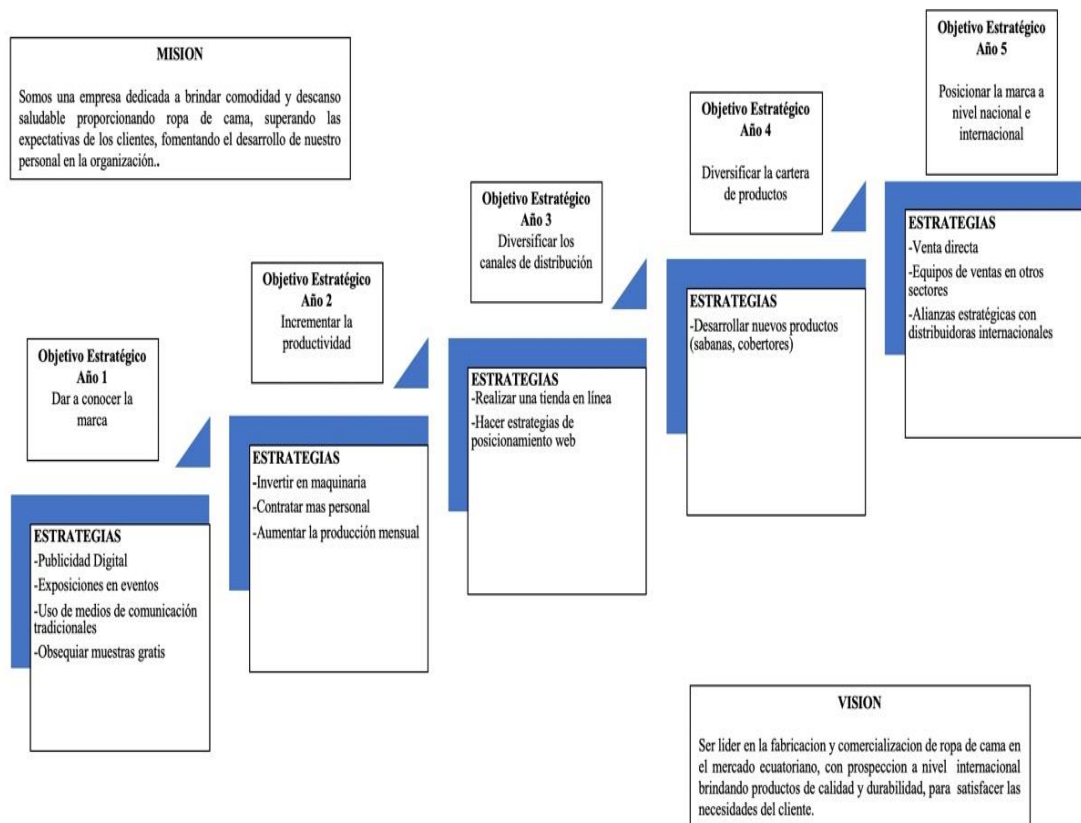 MISION
Somos una empresa dedicada a brindar comodidad y descanso
saludable proporcionando ropa de cama, superando las
expectativas de los clientes, fomentando el desarrollo de nuestro
personal en la organización..
Objetivo Estratégico
Año 1
Dar a conocer la
marca
ESTRATEGIAS
-Publicidad Digital
-Exposiciones en eventos
-Uso de medios de comunicación
tradicionales
-Obsequiar muestras gratis
Objetivo Estratégico
Año 2
Incrementar la
productividad
ESTRATEGIAS
-Invertir en maquinaria
-Contratar mas personal
-Aumentar la producción mensual
Objetivo Estratégico
Año 3
Diversificar los
canales de distribución
ESTRATEGIAS
-Realizar una tienda en línea
-Hacer estrategias de
posicionamiento web
Objetivo Estratégico
Año 4
Diversificar la cartera
de productos
ESTRATEGIAS
-Desarrollar nuevos productos
(sabanas, cobertores)
Objetivo Estratégico
Año 5
Posicionar la marca a
nivel nacional e
internacional
ESTRATEGIAS
-Venta directa
-Equipos de ventas en otros
sectores
-Alianzas estratégicas con
distribuidoras internacionales
VISION
Ser lider en la fabricacion y comercializacion de ropa de cama en
el mercado ecuatoriano, con prospeccion a nivel internacional
brindando productos de calidad y durabilidad, para satisfacer las
necesidades del cliente.